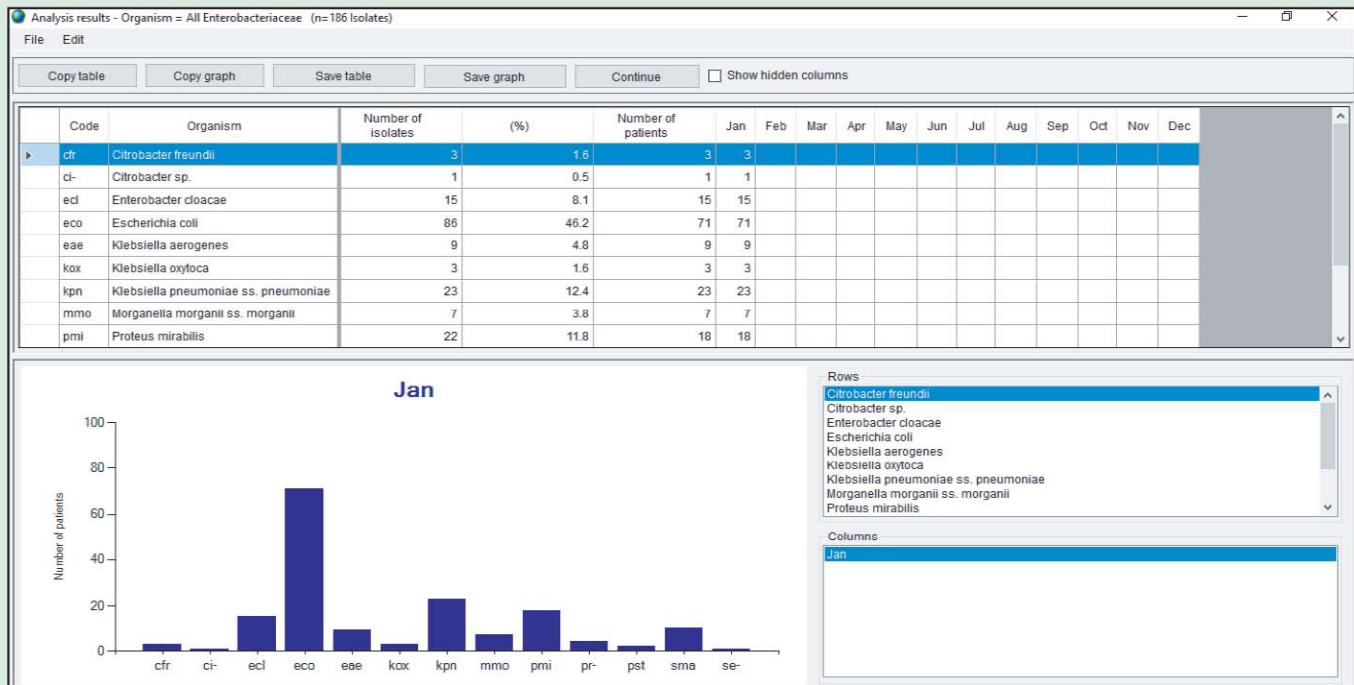 Analysis results - Organism = All Enterobacteriaceae (n=186 Isolates)
File Edit
Copy table Copy graph Save table Save graph Continue Show hidden columns
Code Organism Number of isolates (%) Number of patients Jan Feb Mar Apr May Jun Jul Aug Sep Oct Nov Dec
cfr Citrobacter freundii 3 1.6 3 3
ci- Citrobacter sp. 1 0.5 1 1
ecl Enterobacter cloacae 15 8.1 15 15
eco Escherichia coli 86 46.2 71 71
eae Klebsiella aerogenes 9 4.8 9 9
kox Klebsiella oxytoca 3 1.6 3 3
kpn Klebsiella pneumoniae ss. pneumoniae 23 12.4 23 23
mmo Morganella morganii ss. morganii 7 3.8 7 7
pmi Proteus mirabilis 22 11.8 18 18
Jan
Number of patients
100
80
60
40
20
0
cfr ci- ecl eco eae kox kpn mmo pmi pr- pst sma se-
Rows
Citrobacter freundii
Citrobacter sp.
Enterobacter cloacae
Escherichia coli
Klebsiella aerogenes
Klebsiella oxytoca
Klebsiella pneumoniae ss. pneumoniae
Morganella morganii ss. morganii
Proteus mirabilis
Columns
Jan